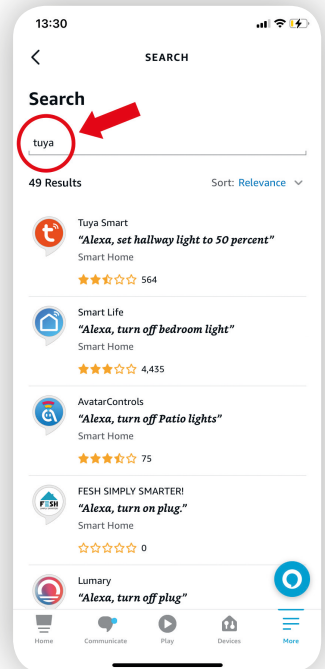 13:30
SEARCH
Search
tuya
49 Results Sort: Relevance
Tuya Smart
"Alexa, set hallway light to 50 percent"
Smart Home
564
Smart Life
"Alexa, turn off bedroom light"
Smart Home
4,435
AvatarControls
"Alexa, turn off Patio lights"
Smart Home
75
FESH
FESH SIMPLY SMARTER!
"Alexa, turn on plug."
Smart Home
0
Lumary
"Alexa, turn off plug"
Home Communicate Play Devices More